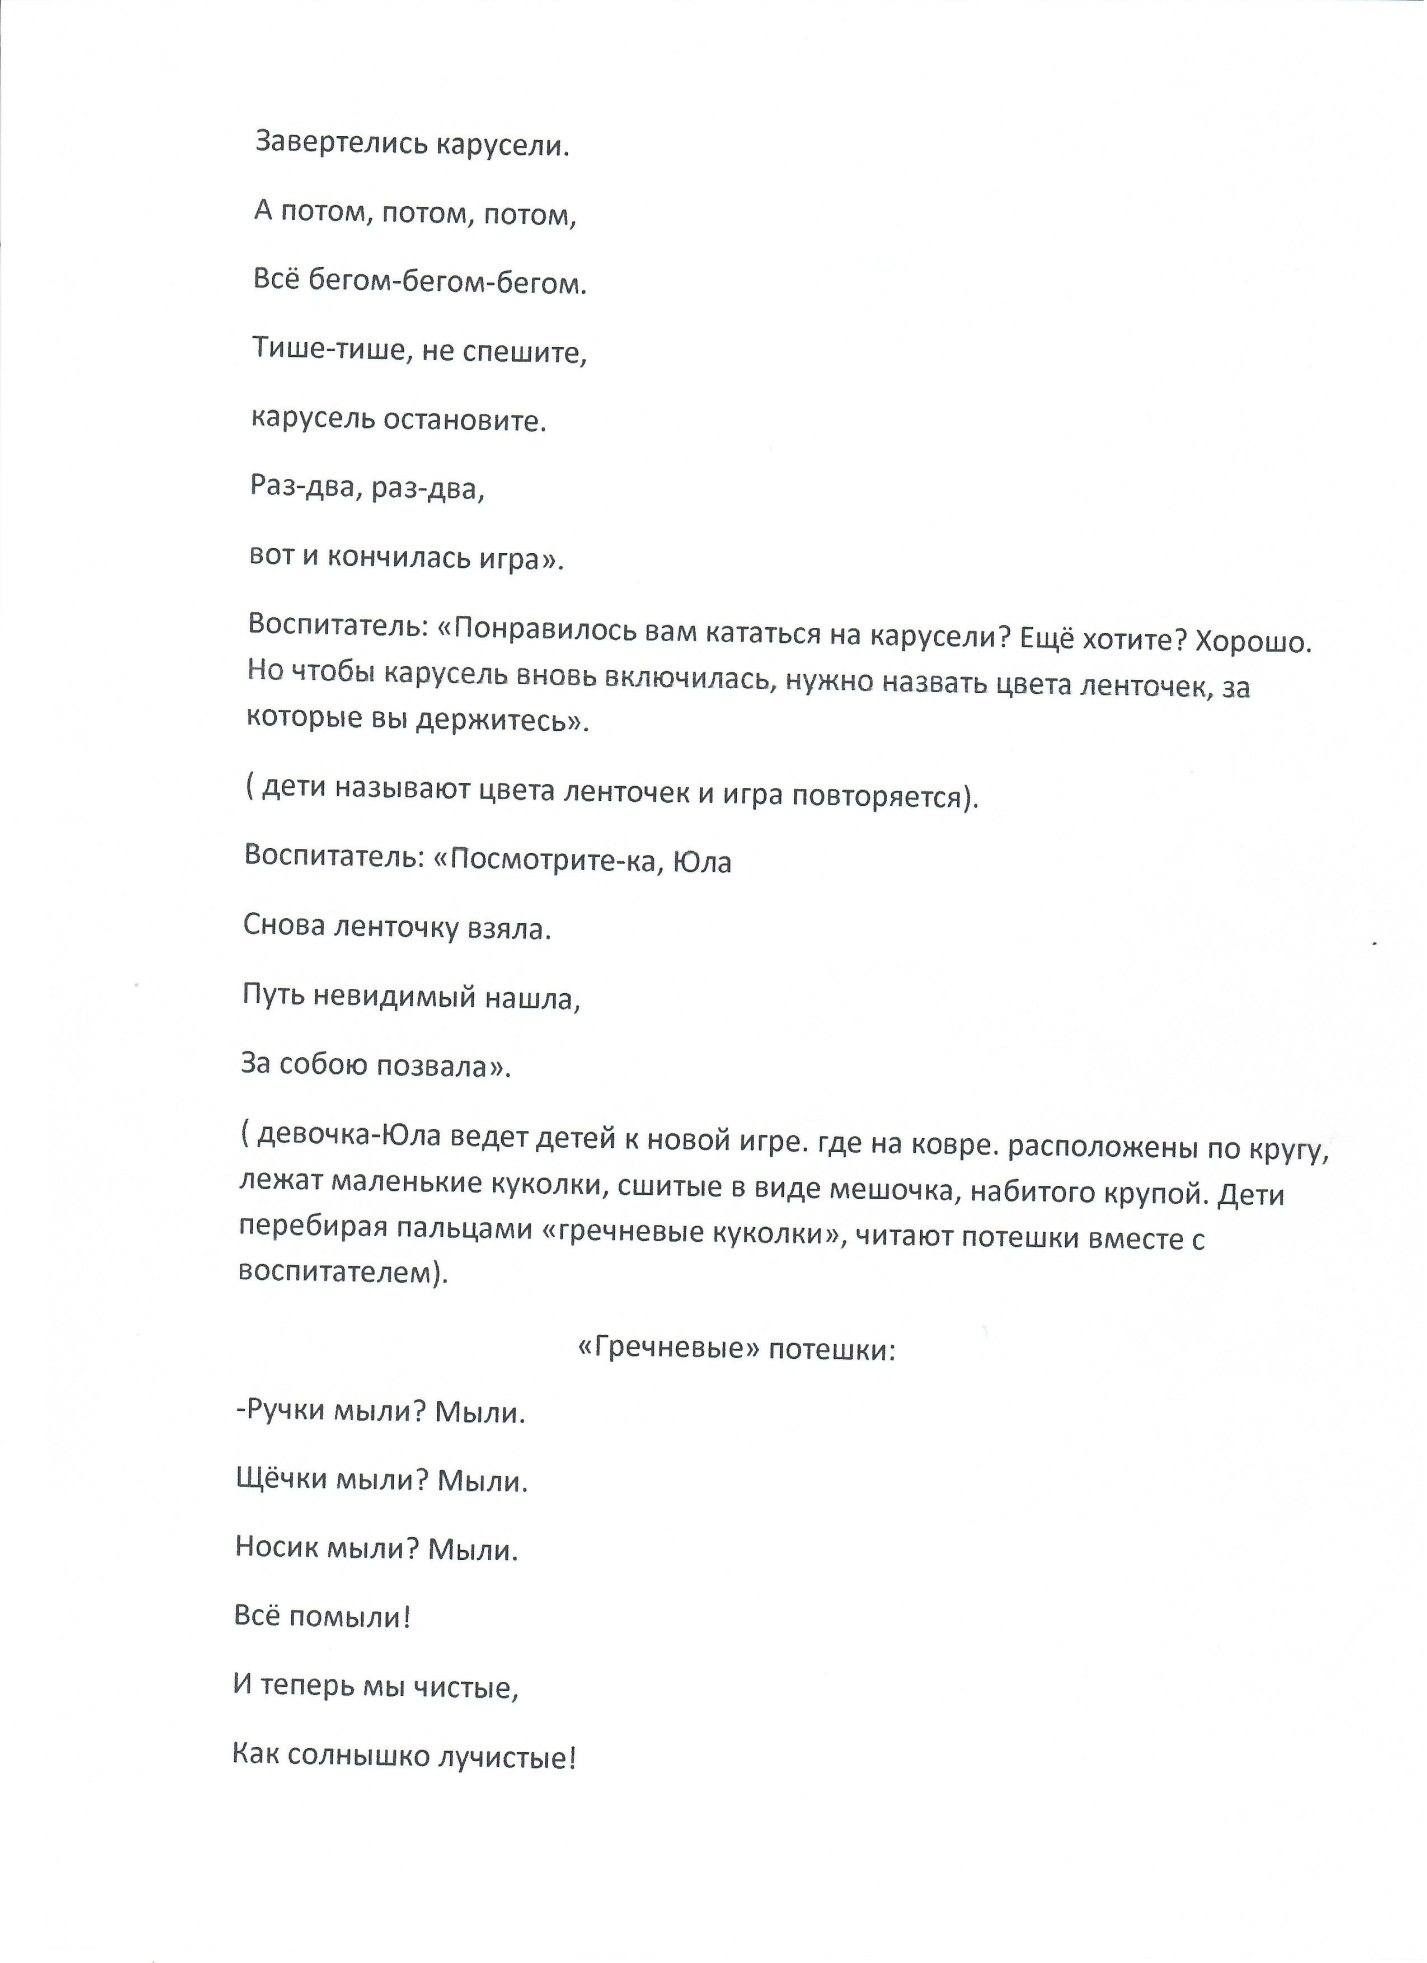 Завертелись карусели.
А потом, потом, потом,
Всё бегом-бегом-бегом.
Тише-тише, не спешите,
карусель остановите.
Раз-два, раз-два,
вот и кончилась игра».
Воспитатель: «Понравилось вам кататься на карусели? Ещё хотите? Хорошо.
Но чтобы карусель вновь включилась, нужно назвать цвета ленточек, за
которые вы держитесь».
( дети называют цвета ленточек и игра повторяется).
Воспитатель: «Посмотрите-ка, Юла
Снова ленточку взяла.
Путь невидимый нашла,
За собою позвала».
( девочка-Юла ведет детей к новой игре. где на ковре. расположены по кругу,
лежат маленькие куколки, сшитые в виде мешочка, набитого крупой. Дети
перебирая пальцами «гречневые куколки», читают потешки вместе с
воспитателем).
«Гречневые» потешки:
-Ручки мыли? Мыли.
Щёчки мыли? Мыли.
Носик мыли? Мыли.
Всё помыли!
И теперь мы чистые,
Как солнышко лучистые!